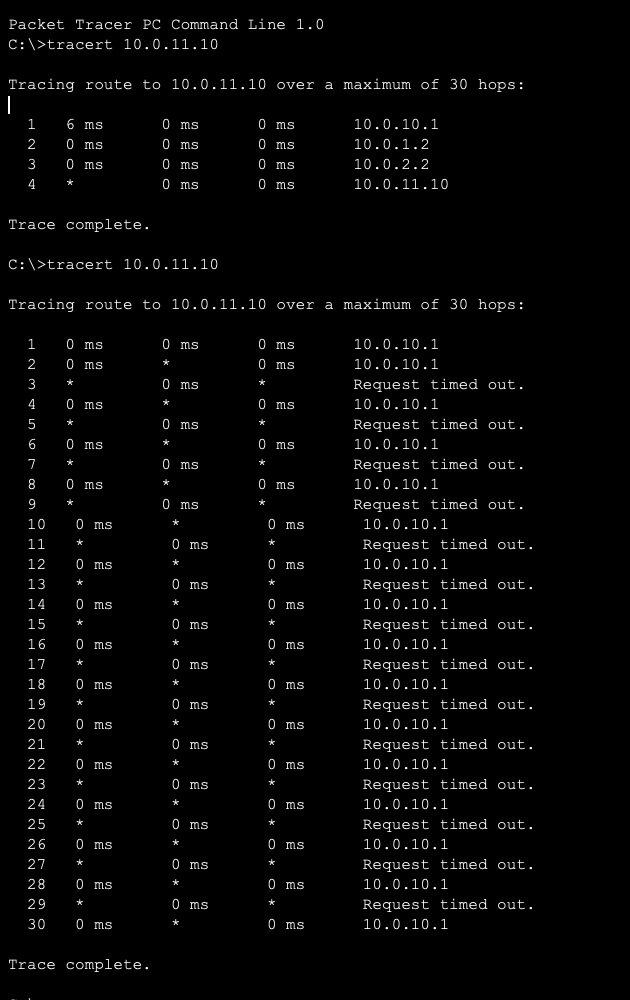 Packet Tracer PC Command Line 1.0
C:\>tracert 10.0.11.10
Tracing route to 10.0.11.10 over a maximum of 30 hops:
1 6 ms 0 ms 0 ms 10.0.10.1
2 0 ms 0 ms 0 ms 10.0.1.2
3 0 ms 0 ms 0 ms 10.0.2.2
4 * 0 ms 0 ms 10.0.11.10
Trace complete.
C:\>tracert 10.0.11.10
Tracing route to 10.0.11.10 over a maximum of 30 hops:
1 0 ms 0 ms 0 ms 10.0.10.1
2 0 ms * 0 ms 10.0.10.1
3 * 0 ms * Request timed out.
4 0 ms * 0 ms 10.0.10.1
5 * 0 ms * Request timed out.
6 0 ms * 0 ms 10.0.10.1
7 * 0 ms * Request timed out.
8 0 ms * 0 ms 10.0.10.1
9 * 0 ms * Request timed out.
10 0 ms * 0 ms 10.0.10.1
11 * 0 ms * Request timed out.
12 0 ms * 0 ms 10.0.10.1
13 * 0 ms * Request timed out.
14 0 ms * 0 ms 10.0.10.1
15 * 0 ms * Request timed out.
16 0 ms * 0 ms 10.0.10.1
17 * 0 ms * Request timed out.
18 0 ms * 0 ms 10.0.10.1
19 * 0 ms * Request timed out.
20 0 ms * 0 ms 10.0.10.1
21 * 0 ms * Request timed out.
22 0 ms * 0 ms 10.0.10.1
23 * 0 ms * Request timed out.
24 0 ms * 0 ms 10.0.10.1
25 * 0 ms * Request timed out.
26 0 ms * 0 ms 10.0.10.1
27 * 0 ms * Request timed out.
28 0 ms * 0 ms 10.0.10.1
29 * 0 ms * Request timed out.
30 0 ms * 0 ms 10.0.10.1
Trace complete.